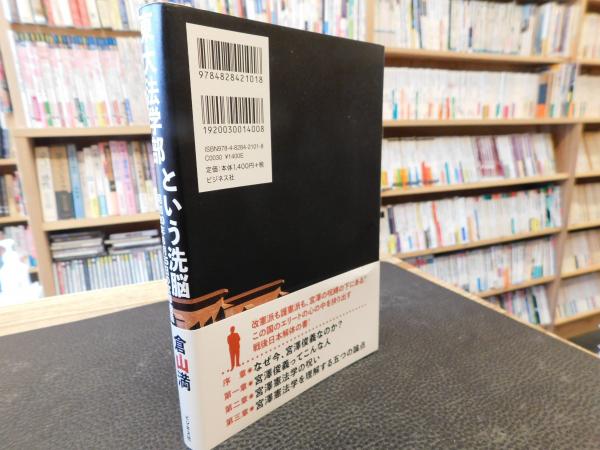 9784828421018
1920030014008
ISBN978-4-8284-2101-8
C0030 ¥1400E
定価:本体1,400円+税
ビジネス社
東大法学部という洗脳
倉山満
ビジネス社
改憲派も護憲派も、宮澤の呪縛の下にある!
この国のエリートの心の中を抉り出す
戦後日本解体の書!
序章●なぜ今、宮澤俊義なのか?
第一章●宮澤俊義ってこんな人
第二章●宮澤憲法学の呪い
第三章●宮澤憲法学を理解する五つの論点